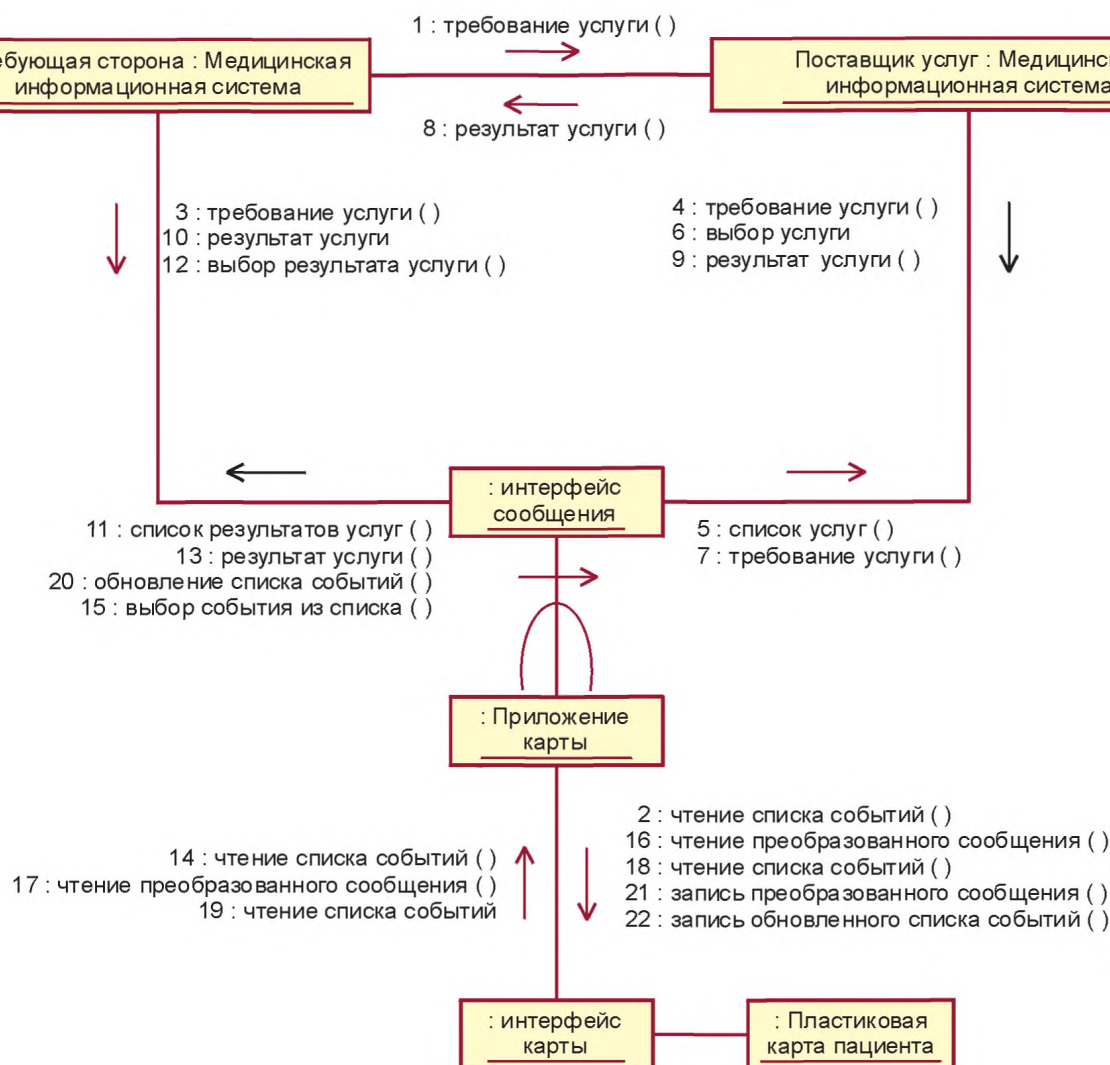 1 : требование услуги ( )
ебующая сторона : Медицинская
информационная система
Поставщик услуг : Медицинс
информационная система
8 : результат услуги ( )
3 : требование услуги ( )
10 : результат услуги
12 : выбор результата услуги ( )
4 : требование услуги ( )
6 : выбор услуги
9 : результат услуги ( )
: интерфейс
сообщения
11 : список результатов услуг ( )
13 : результат услуги ( )
20 : обновление списка событий ( )
15 : выбор события из списка ( )
5 : список услуг ( )
7 : требование услуги ( )
: Приложение
карты
14 : чтение списка событий ( )
17 : чтение преобразованного сообщения ( )
19 : чтение списка событий
2 : чтение списка событий ( )
16 : чтение преобразованного сообщения ( )
18 : чтение списка событий ( )
21 : запись преобразованного сообщения ( )
22 : запись обновленного списка событий ( )
: интерфейс
карты
: Пластиковая
карта пациента